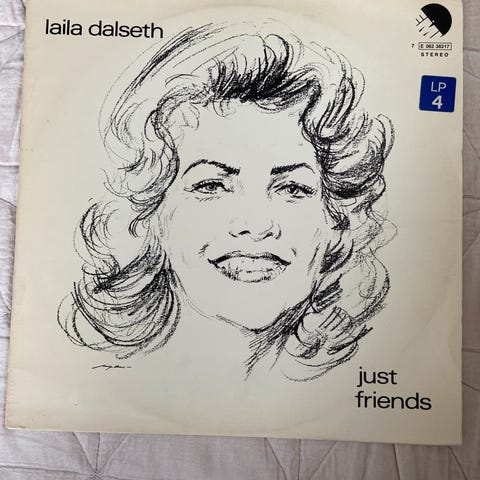 laila dalseth
7 E 062 38217
STEREO
LP
4
just
friends